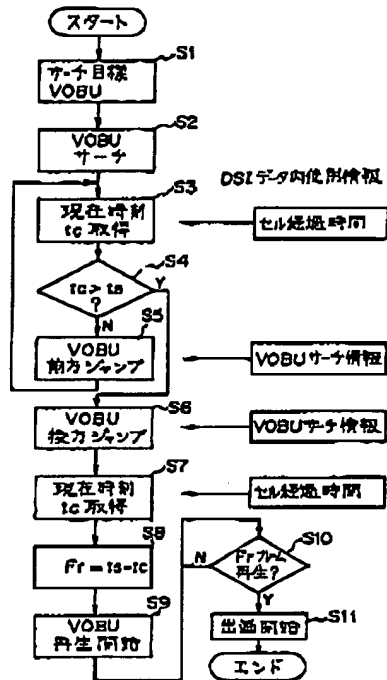 スタート
S1
サーチ目標
VOBU
S2
VOBU
サーチ
DSIデータ内使用情報
S3
現在時刻
tc 取得
セル経過時間
S4
tc > ts
?
Y
N
S5
VOBU
前方ジャンプ
VOBUサーチ情報
S6
VOBU
後方ジャンプ
VOBUサーチ情報
S7
現在時刻
tc 取得
セル経過時間
S8
Fr = ts-tc
S9
VOBU
再生開始
S10
Frフレム
再生?
N
Y
S11
出画開始
エンド